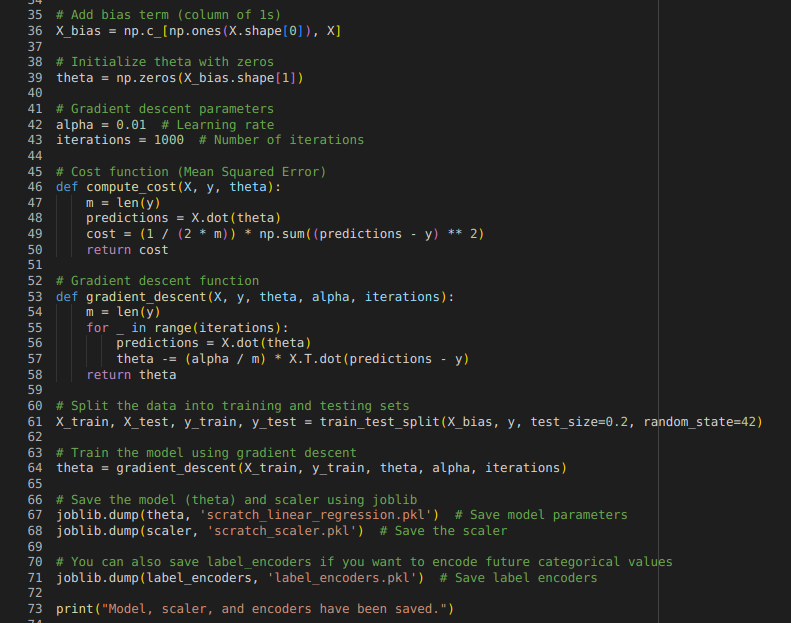 35 # Add bias term (column of 1s)
36 X_bias = np.c_[np.ones(X.shape[0]), X]
37
38 # Initialize theta with zeros
39 theta = np.zeros(X_bias.shape[1])
40
41 # Gradient descent parameters
42 alpha = 0.01  # Learning rate
43 iterations = 1000  # Number of iterations
44
45 # Cost function (Mean Squared Error)
46 def compute_cost(X, y, theta):
47     m = len(y)
48     predictions = X.dot(theta)
49     cost = (1 / (2 * m)) * np.sum((predictions - y) ** 2)
50     return cost
51
52 # Gradient descent function
53 def gradient_descent(X, y, theta, alpha, iterations):
54     m = len(y)
55     for _ in range(iterations):
56         predictions = X.dot(theta)
57         theta -= (alpha / m) * X.T.dot(predictions - y)
58     return theta
59
60 # Split the data into training and testing sets
61 X_train, X_test, y_train, y_test = train_test_split(X_bias, y, test_size=0.2, random_state=42)
62
63 # Train the model using gradient descent
64 theta = gradient_descent(X_train, y_train, theta, alpha, iterations)
65
66 # Save the model (theta) and scaler using joblib
67 joblib.dump(theta, 'scratch_linear_regression.pkl')  # Save model parameters
68 joblib.dump(scaler, 'scratch_scaler.pkl')  # Save the scaler
69
70 # You can also save label_encoders if you want to encode future categorical values
71 joblib.dump(label_encoders, 'label_encoders.pkl')  # Save label encoders
72
73 print("Model, scaler, and encoders have been saved.")